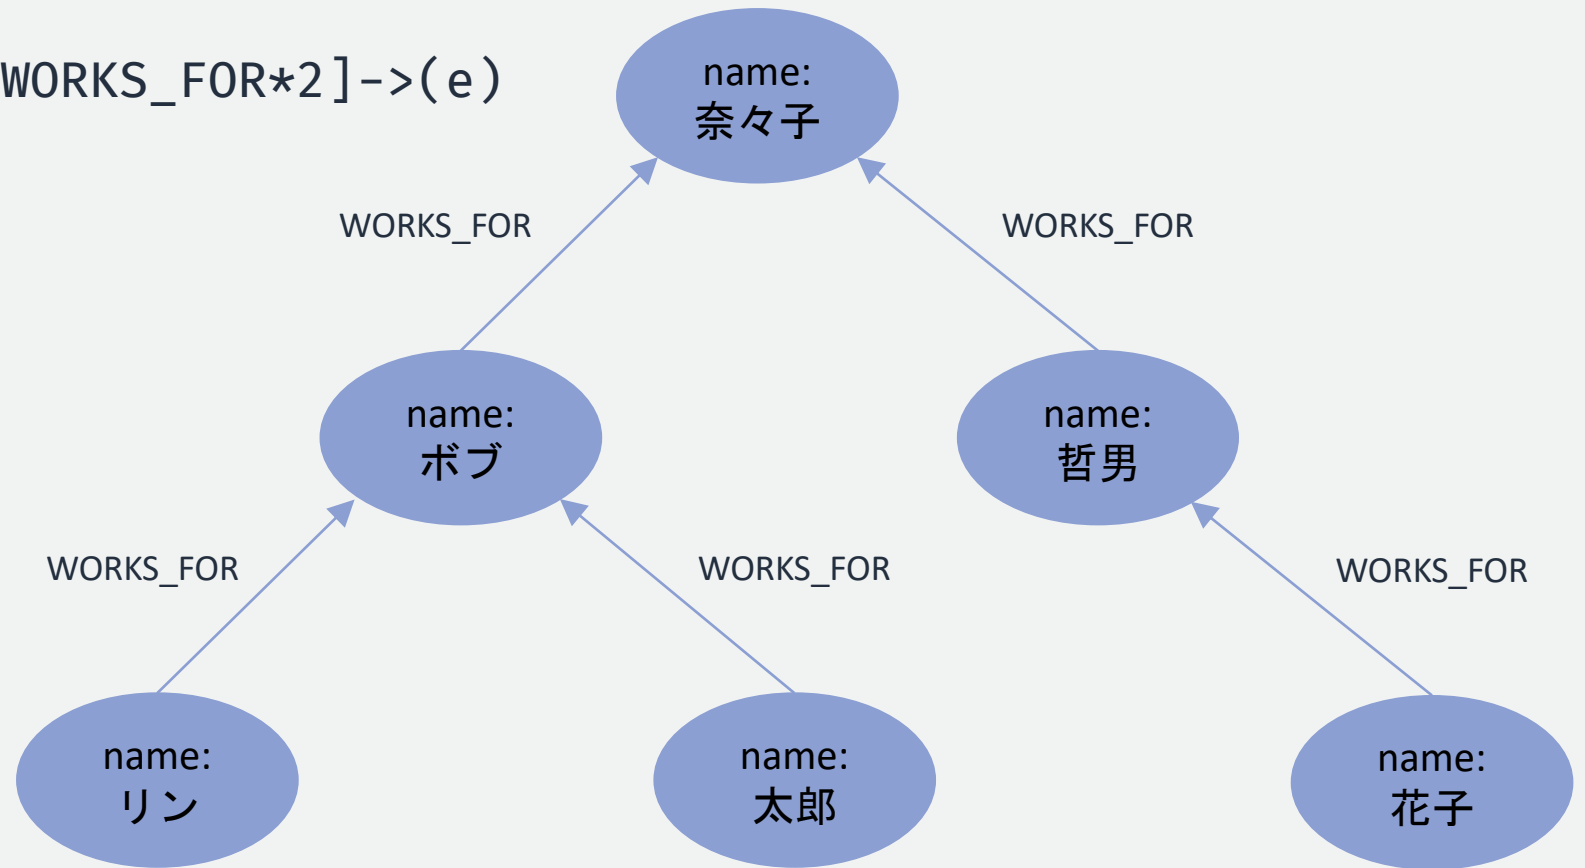 WORKS_FOR*2]->(e)
name:
奈々子
WORKS_FOR
WORKS_FOR
name:
ボブ
name:
哲男
WORKS_FOR
WORKS_FOR
WORKS_FOR
name:
リン
name:
太郎
name:
花子